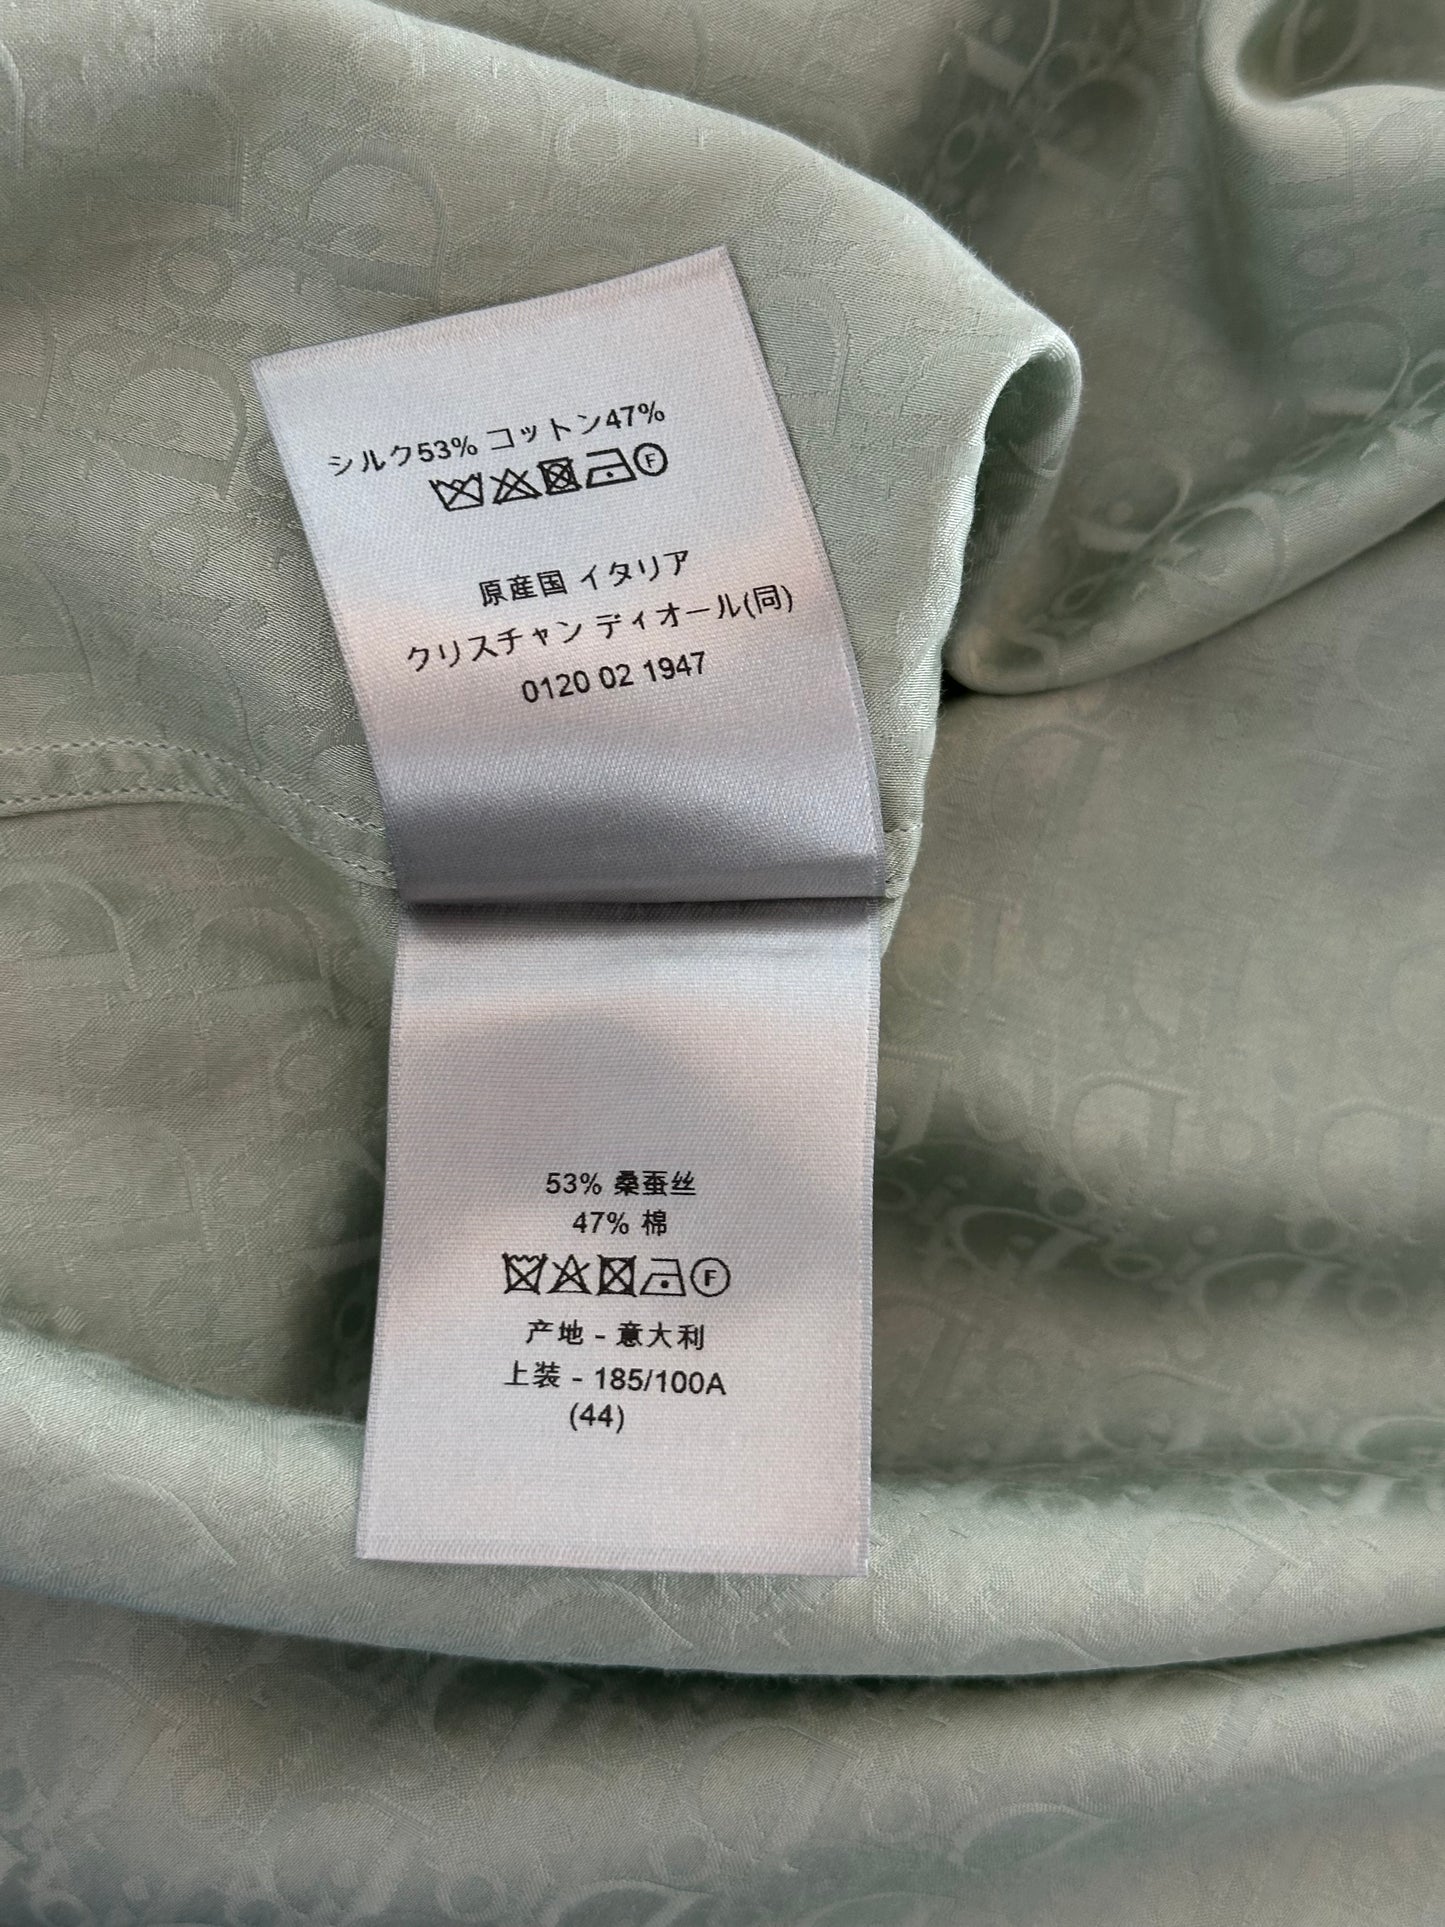 シルク53% コットン47%
F
原産国 イタリア
クリスチャン ディオール(同)
0120 02 1947
53% 桑蚕丝
47% 棉
F
产地 - 意大利
上装 - 185/100A
(44)